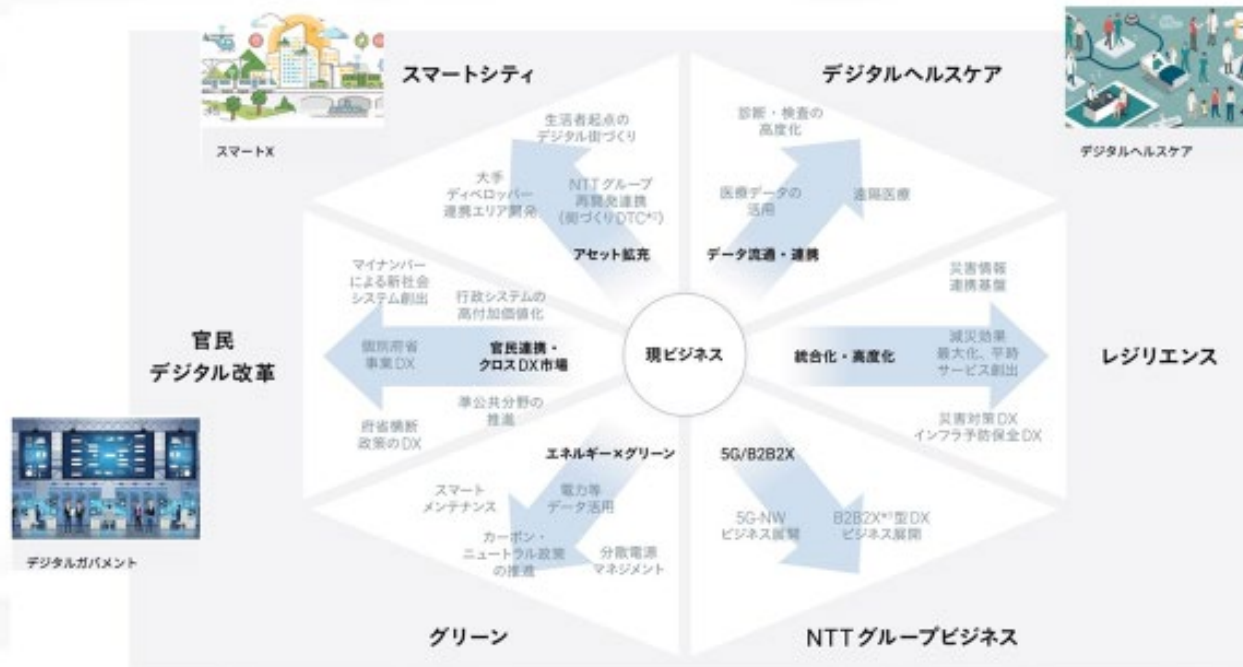 スマートシティ
デジタルヘルスケア
スマートX
デジタルヘルスケア
生活者起点の
デジタル街づくり
大手
ディベロッパー
連携エリア開発
NTTグループ
再開発連携
(街づくりDTC*2)
アセット拡充
診断・検査の
高度化
医療データの
活用
遠隔医療
データ流通・連携
マイナンバー
による新社会
システム創出
行政システムの
高付加価値化
官民
デジタル改革
個別府省
事業DX
官民連携・
クロスDX市場
現ビジネス
統合化・高度化
災害情報
連携基盤
減災効果
最大化、平時
サービス創出
レジリエンス
府省横断
政策のDX
準公共分野の
推進
災害対策DX
インフラ予防保全DX
デジタルガバメント
エネルギー×グリーン
5G/B2B2X
スマート
メンテナンス
電力等
データ活用
カーボン・
ニュートラル政策
の推進
分散電源
マネジメント
5G-NW
ビジネス展開
B2B2X*1型DX
ビジネス展開
グリーン
NTTグループビジネス